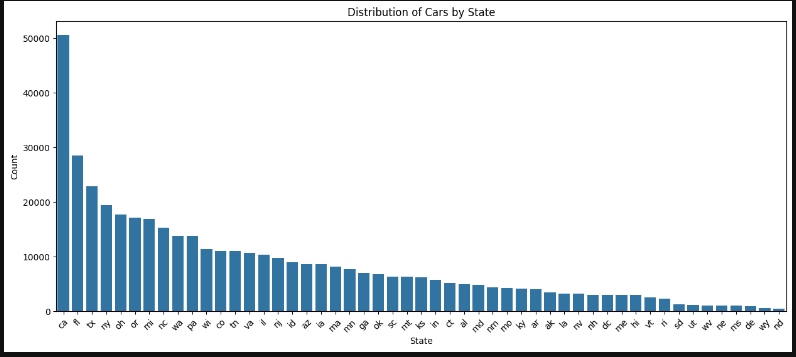 Distribution of Cars by State
50000
40000
30000
20000
10000
0
Count
ca fl tx ny oh or mi nc wa pa wi co tn va il nj id az ia ma mn ga ok sc mt ks in ct al md nm mo ky ar ak la nv nh dc me hi vt ri sd ut wv ne ms de wy nd
State